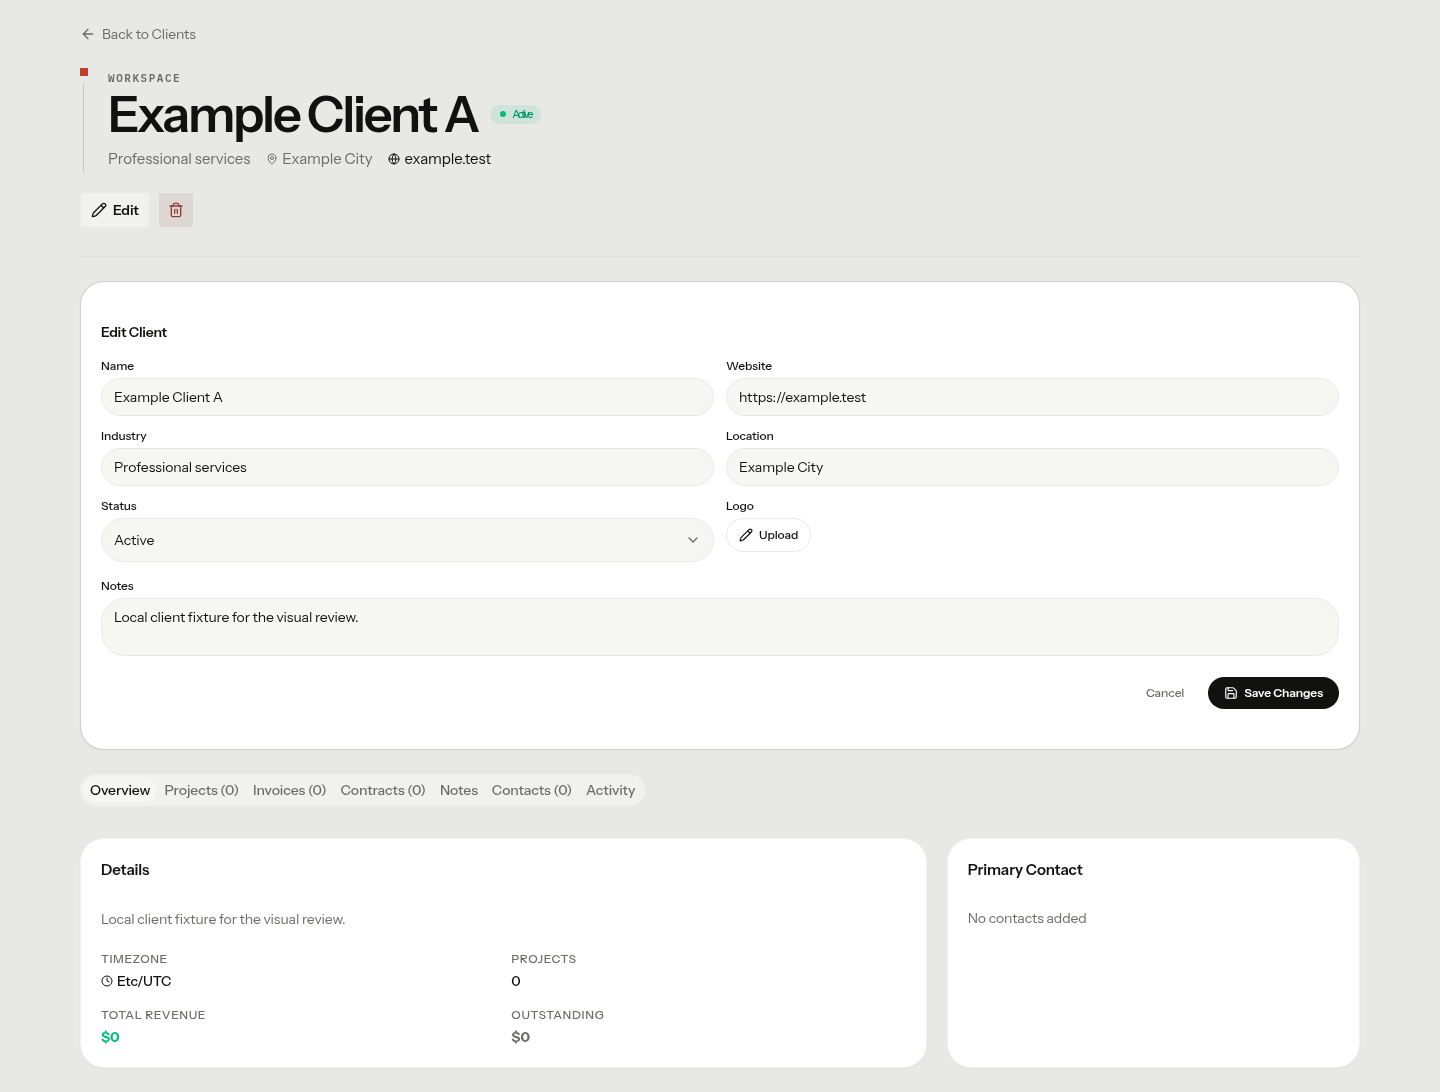 Back to Clients
WORKSPACE
Example Client A
Active
Professional services
Example City
example.test
Edit
Edit Client
Name
Website
Example Client A
https://example.test
Industry
Location
Professional services
Example City
Status
Logo
Active
Upload
Notes
Local client fixture for the visual review.
Cancel
Save Changes
Overview Projects (0) Invoices (0) Contracts (0) Notes Contacts (0) Activity
Details
Local client fixture for the visual review.
TIMEZONE
PROJECTS
Etc/UTC
0
TOTAL REVENUE
OUTSTANDING
$0
$0
Primary Contact
No contacts added